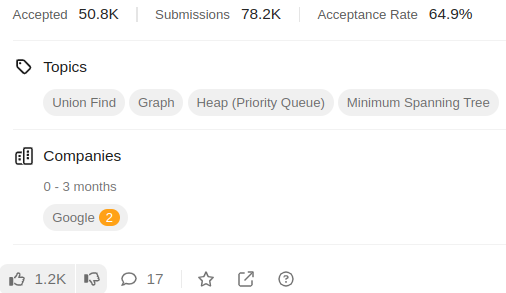 Accepted 50.8K Submissions 78.2K Acceptance Rate 64.9%
Topics
Union Find Graph Heap (Priority Queue) Minimum Spanning Tree
Companies
0 - 3 months
Google 2
1.2K 17